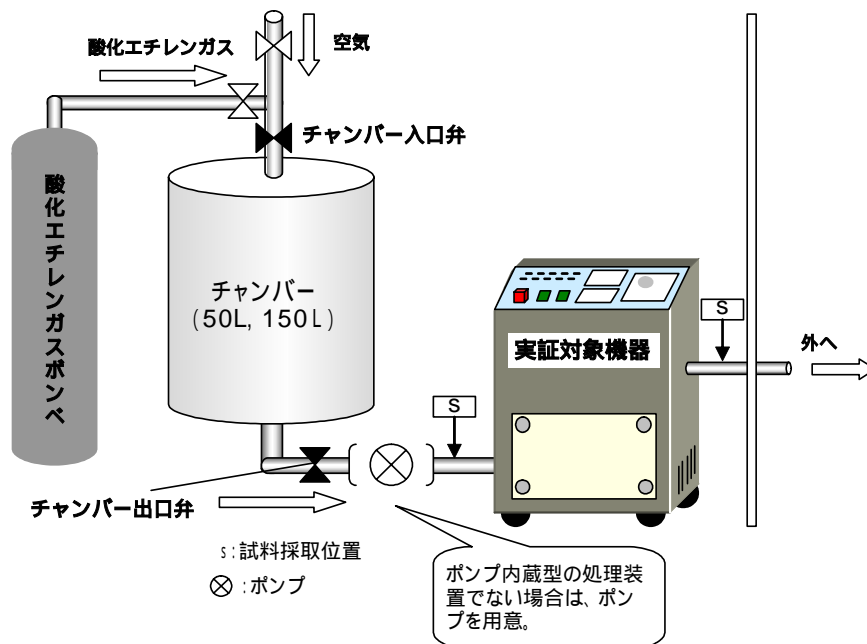 酸化エチレンガス
空気
チャンバー入口弁
酸化エチレンガスボンベ
チャンバー
(50L, 150L)
S
実証対象機器
外へ
S
チャンバー出口弁
s:試料採取位置
:ポンプ
ポンプ内蔵型の処理装
置でない場合は、ポン
プを用意。